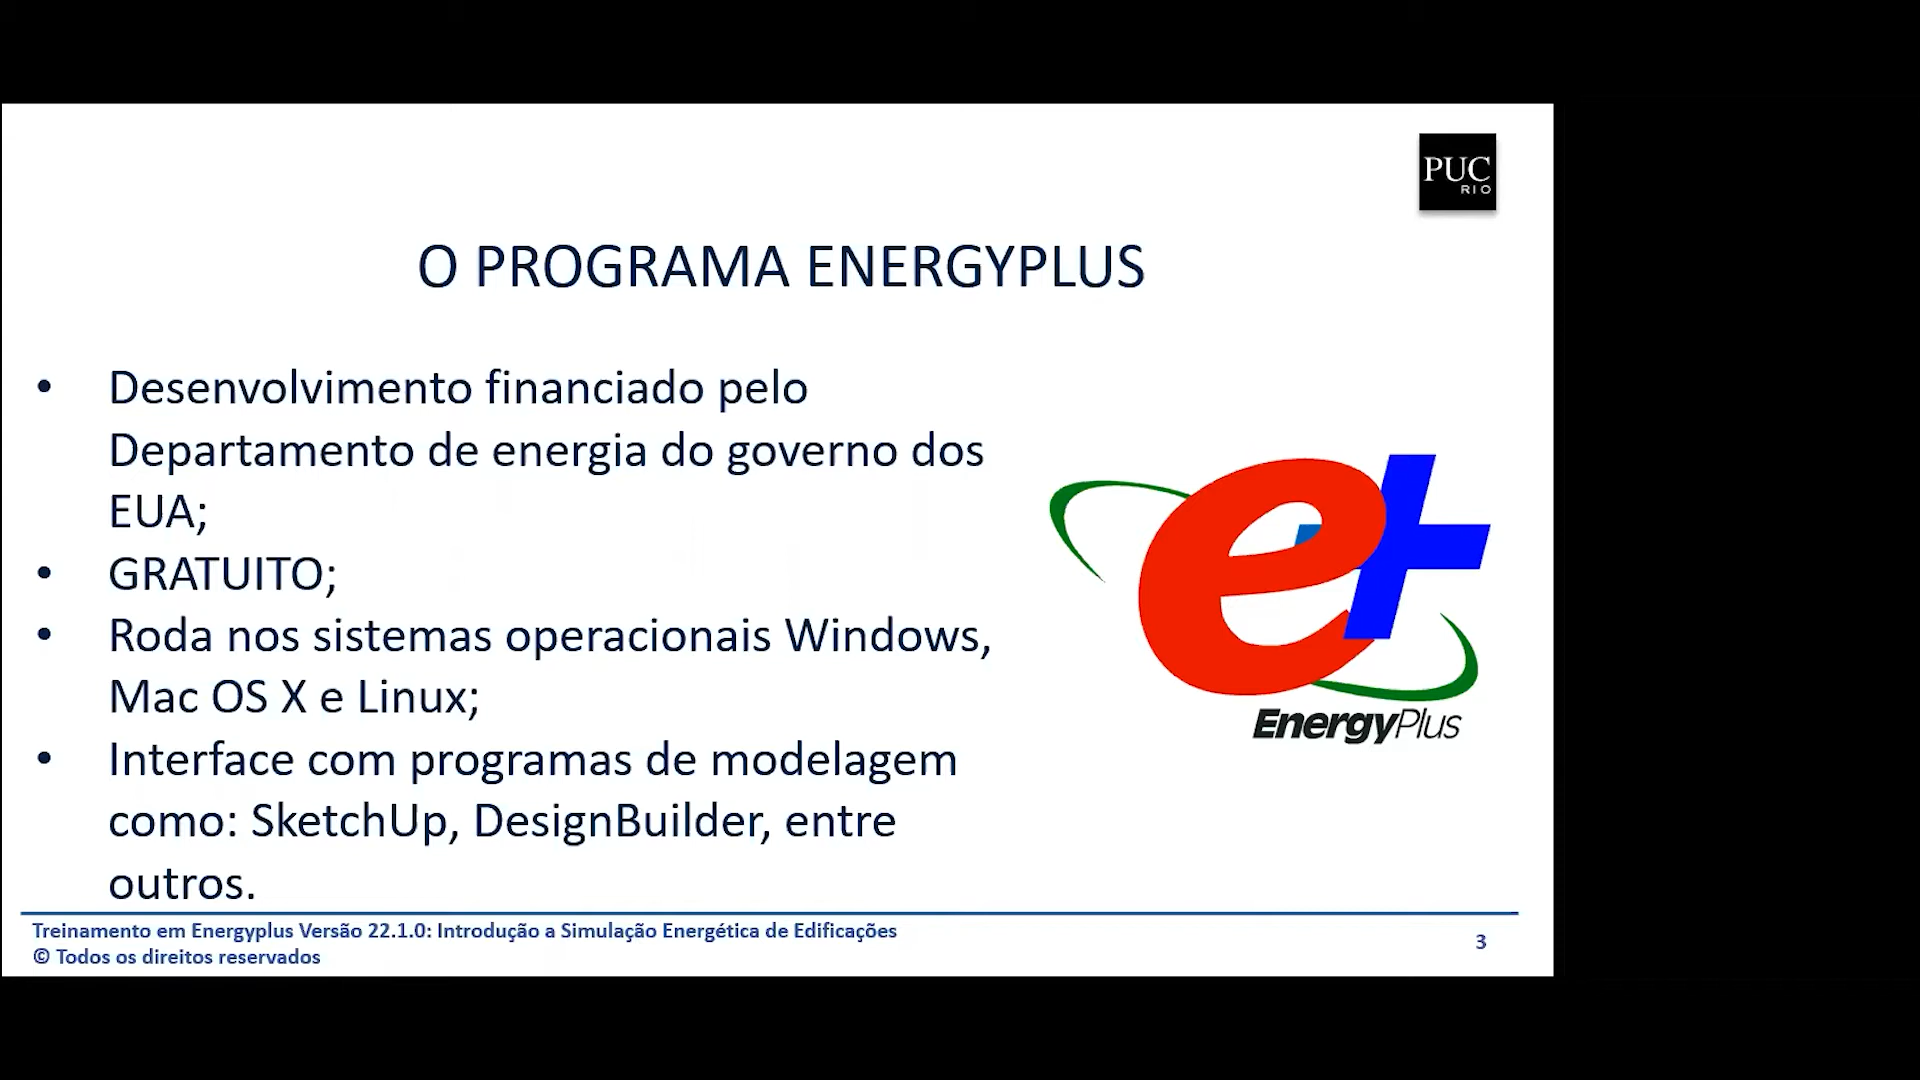 PUC
RIO
O PROGRAMA ENERGYPLUS
• Desenvolvimento financiado pelo
Departamento de energia do governo dos
EUA;
• GRATUITO;
• Roda nos sistemas operacionais Windows,
Mac OS X e Linux;
• Interface com programas de modelagem
como: SketchUp, DesignBuilder, entre
outros.
e+
EnergyPlus
Treinamento em Energyplus Versão 22.1.0: Introdução a Simulação Energética de Edificações
© Todos os direitos reservados
3